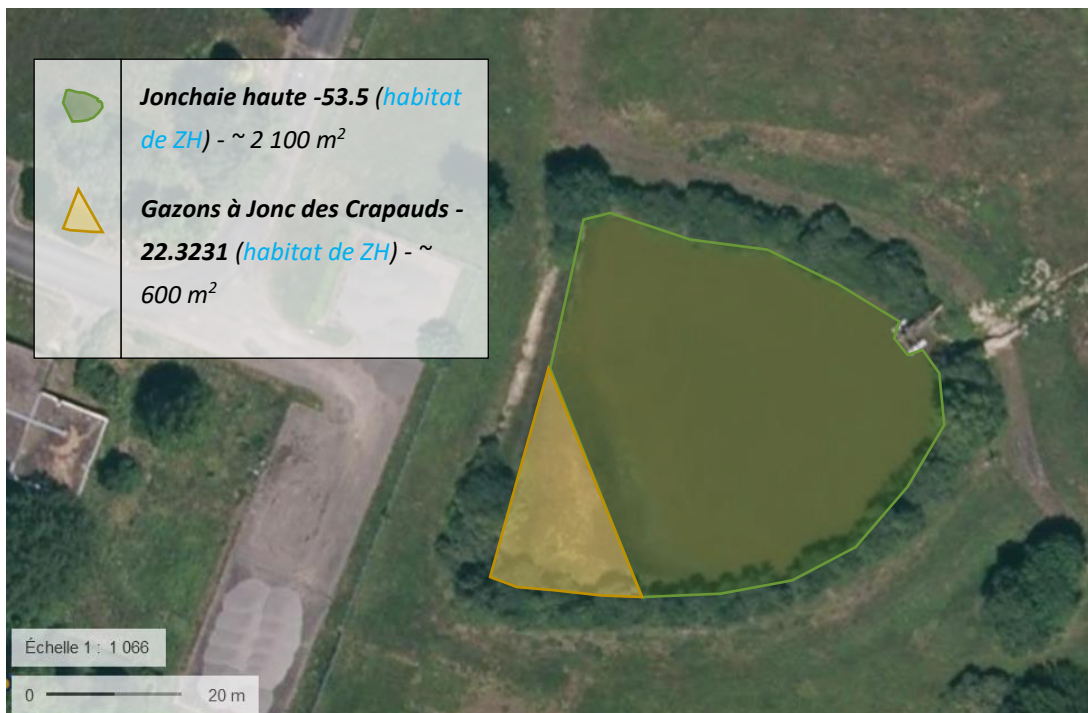 Jonchaie haute -53.5 (habitat
de ZH) - ~ 2 100 m²
Gazons à Jonc des Crapauds -
22.3231 (habitat de ZH) - ~
600 m²
Échelle 1 : 1 066
0 20 m